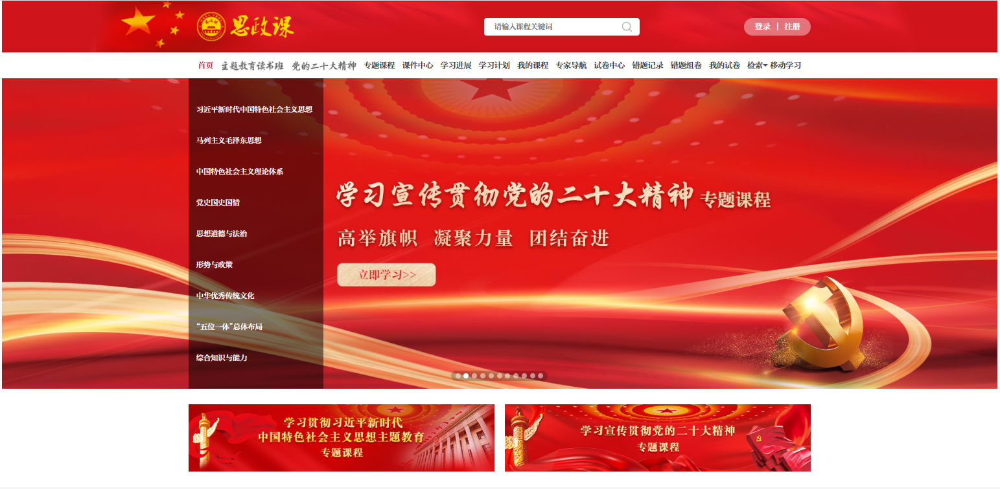 思政课
请输入课程关键词
登录 | 注册
首页 主题教育读书班 党的二十大精神 专题课程 课件中心 学习进展 学习计划 我的课程 专家导航 试卷中心 错题记录 错题组卷 我的试卷 检索 移动学习
习近平新时代中国特色社会主义思想
马列主义毛泽东思想
中国特色社会主义理论体系
党史国史国情
思想道德与法治
形势与政策
中华优秀传统文化
“五位一体”总体布局
综合知识与能力
学习宣传贯彻党的二十大精神 专题课程
高举旗帜 凝聚力量 团结奋进
立即学习>>
学习贯彻习近平新时代
中国特色社会主义思想主题教育
专题课程
学习宣传贯彻党的二十大精神
专题课程